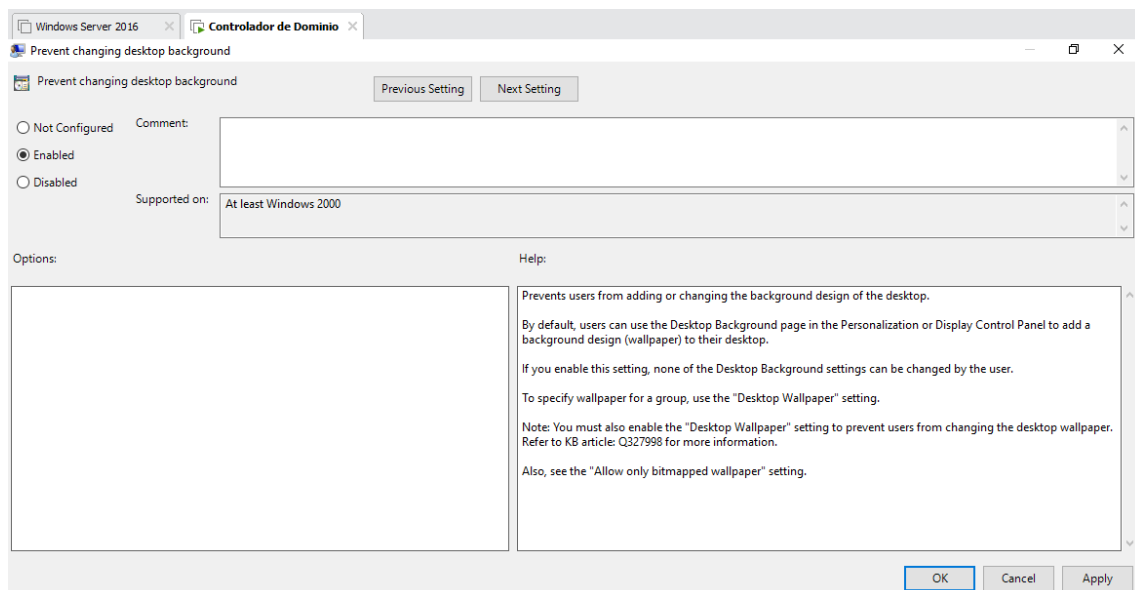 Windows Server 2016
Controlador de Dominio
Prevent changing desktop background
Prevent changing desktop background
Previous Setting
Next Setting
Not Configured
Enabled
Disabled
Comment:
Supported on:
At least Windows 2000
Options:
Help:
Prevents users from adding or changing the background design of the desktop.
By default, users can use the Desktop Background page in the Personalization or Display Control Panel to add a
background design (wallpaper) to their desktop.
If you enable this setting, none of the Desktop Background settings can be changed by the user.
To specify wallpaper for a group, use the "Desktop Wallpaper" setting.
Note: You must also enable the "Desktop Wallpaper" setting to prevent users from changing the desktop wallpaper.
Refer to KB article: Q327998 for more information.
Also, see the "Allow only bitmapped wallpaper" setting.
OK
Cancel
Apply